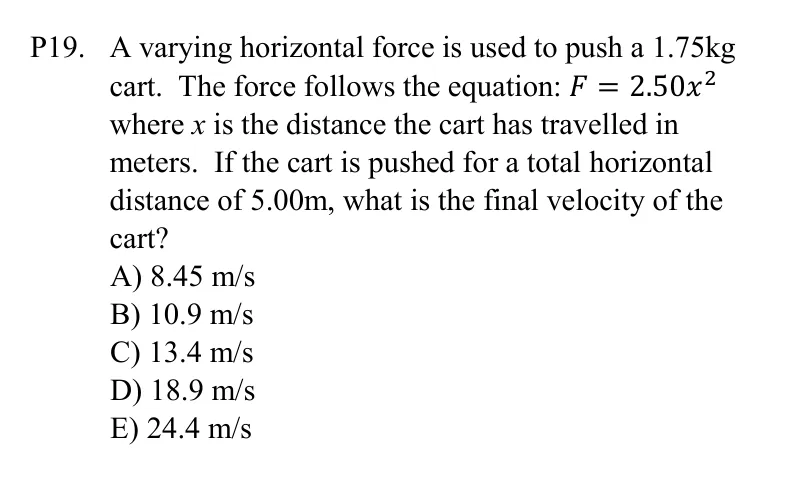 P19. A varying horizontal force is used to push a 1.75kg
cart. The force follows the equation: F = 2.50x²
where x is the distance the cart has travelled in
meters. If the cart is pushed for a total horizontal
distance of 5.00m, what is the final velocity of the
cart?
A) 8.45 m/s
B) 10.9 m/s
C) 13.4 m/s
D) 18.9 m/s
E) 24.4 m/s